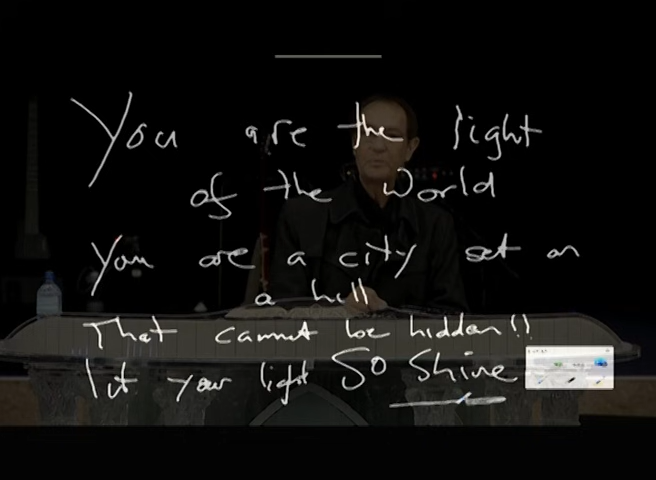 You are the light
of the world
You are a city set on
a hill
That cannot be hidden!!
let your light So Shine